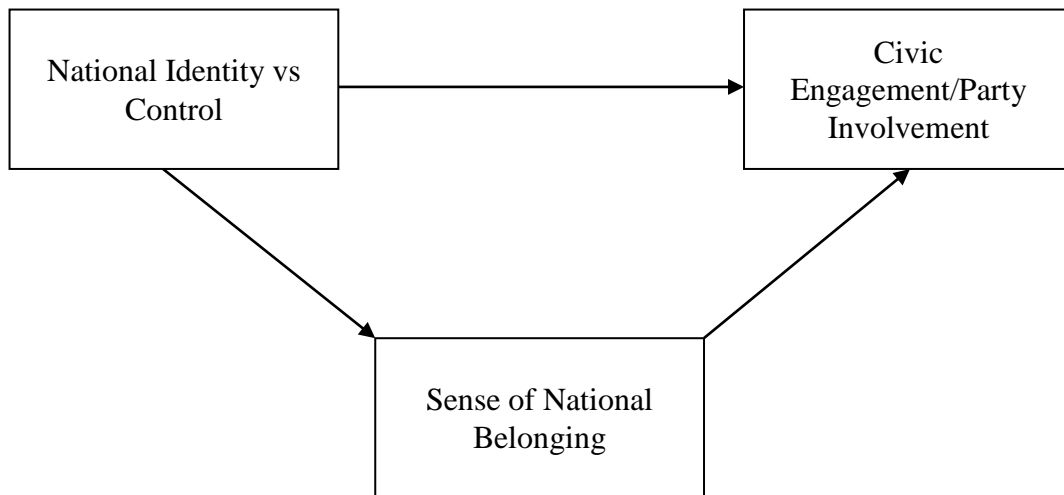 National Identity vs
Control
Civic
Engagement/Party
Involvement
Sense of National
Belonging